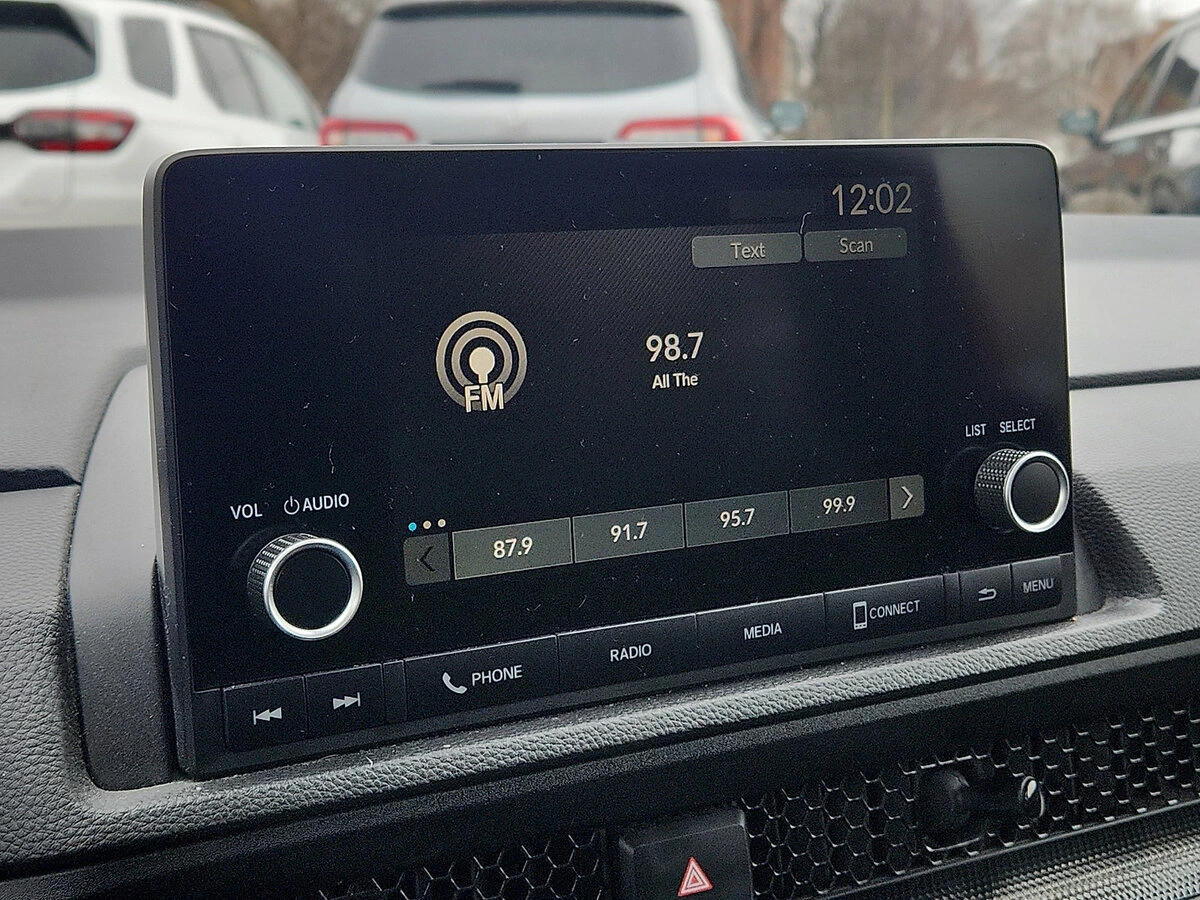 12:02
Text Scan
98.7
All The
FM
LIST SELECT
VOL AUDIO
87.9 91.7 95.7 99.9
PHONE RADIO MEDIA CONNECT MENU